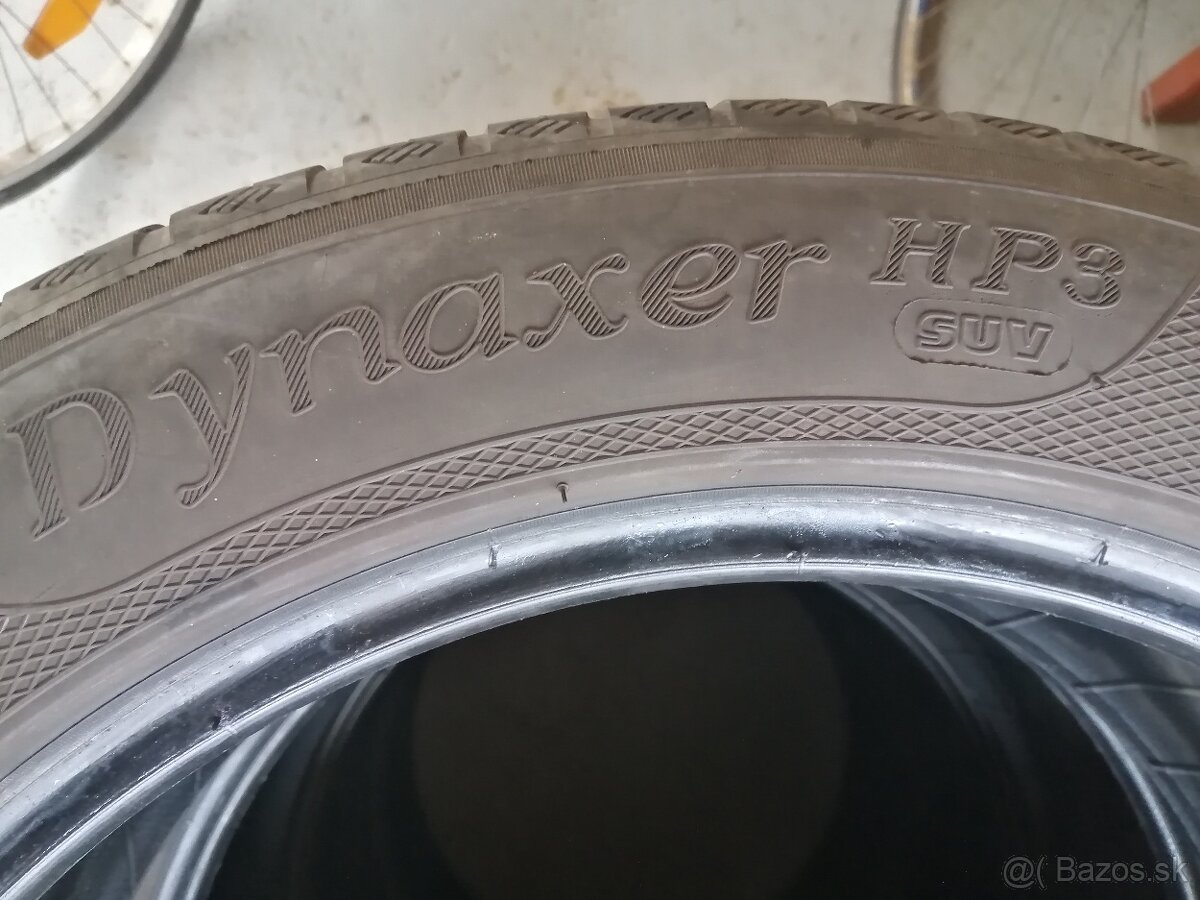 Dynaxer HP3
SUV
@( Bazos.sk